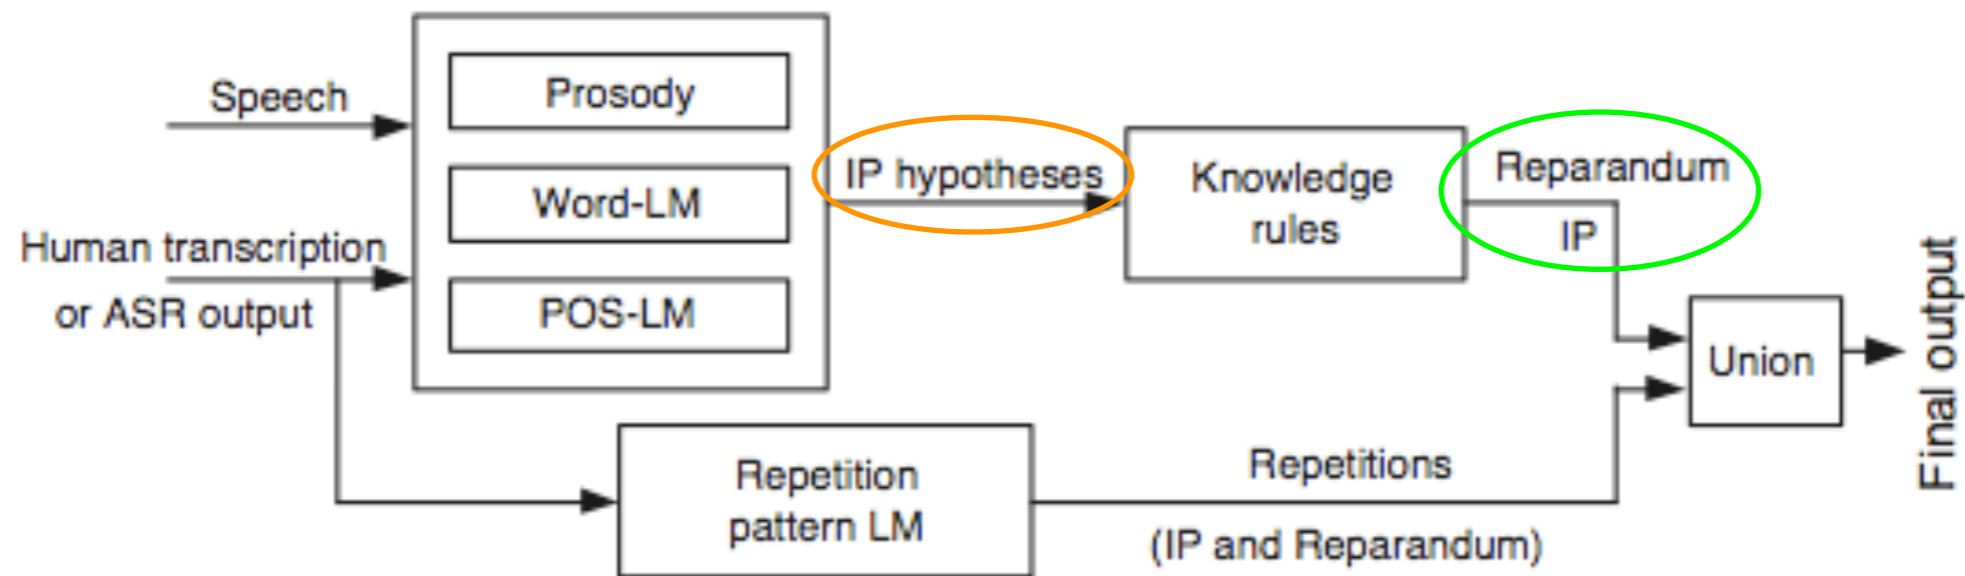 Speech
Human transcription
or ASR output
Prosody
Word-LM
POS-LM
IP hypotheses
Knowledge
rules
Reparandum
IP
Repetition
pattern LM
Repetitions
(IP and Reparandum)
Union
Final output